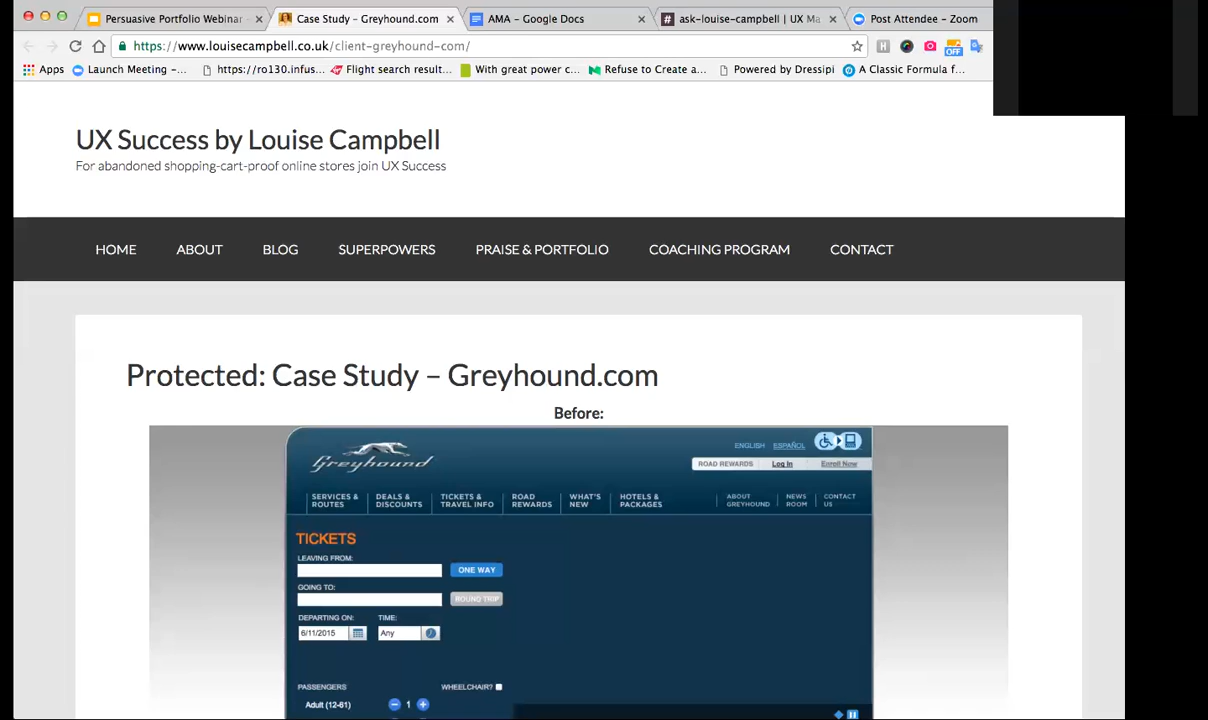 Persuasive Portfolio Webinar
Case Study - Greyhound.com
AMA - Google Docs
ask-louise-campbell | UX Ma
Post Attendee - Zoom
https://www.louisecampbell.co.uk/client-greyhound-com/
H
OFF
Apps
Launch Meeting -...
https://ro130.infus...
Flight search result...
With great power c...
Refuse to Create a...
Powered by Dressipi
A Classic Formula f...
UX Success by Louise Campbell
For abandoned shopping-cart-proof online stores join UX Success
HOME
ABOUT
BLOG
SUPERPOWERS
PRAISE & PORTFOLIO
COACHING PROGRAM
CONTACT
Protected: Case Study – Greyhound.com
Before:
Greyhound
ENGLISH
ESPAÑOL
ROAD REWARDS
Log In
Enroll Now
SERVICES &
ROUTES
DEALS &
DISCOUNTS
TICKETS &
TRAVEL INFO
ROAD
REWARDS
WHAT'S
NEW
HOTELS &
PACKAGES
ABOUT
GREYHOUND
NEWS
ROOM
CONTACT
US
TICKETS
LEAVING FROM:
ONE WAY
GOING TO:
ROUND TRIP
DEPARTING ON:
TIME:
6/11/2015
Any
PASSENGERS
WHEELCHAIR?
Adult (12-61)
1